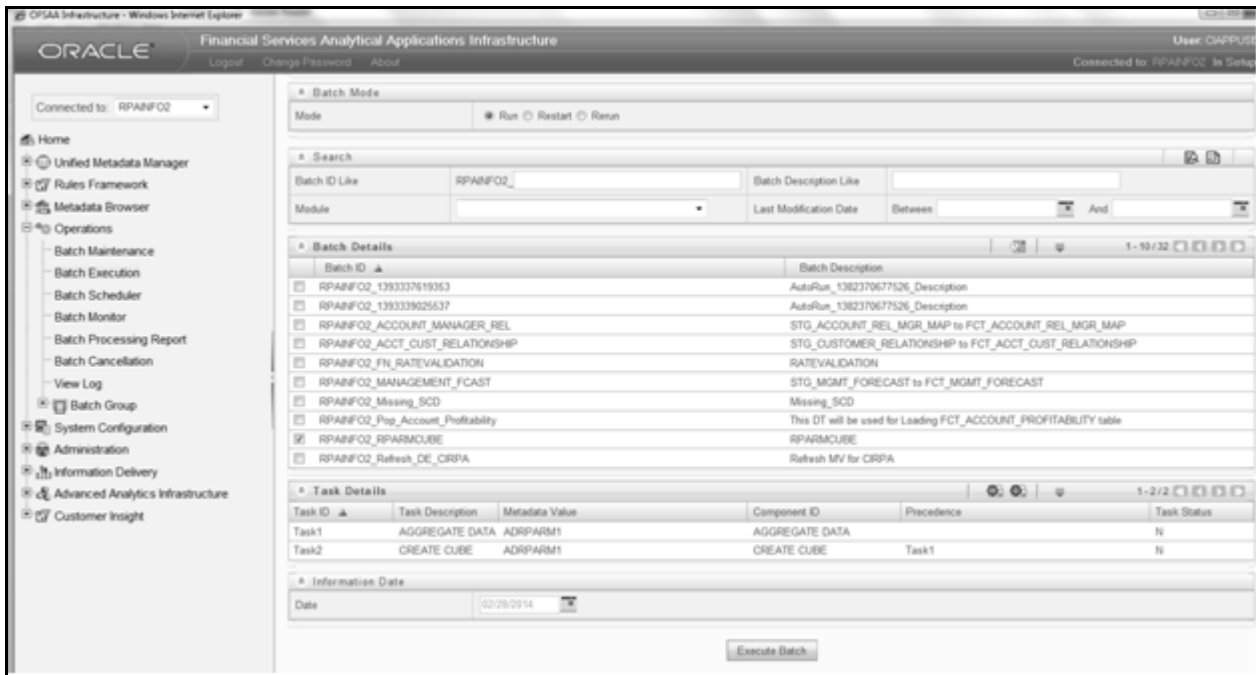 OFSAA Infrastructure - Windows Internet Explorer
ORACLE
Financial Services Analytical Applications Infrastructure
User: CIAPPUSE
Logout Change Password About
Connected to: RPAINFO2 In Setup
Connected to: RPAINFO2
Home
Unified Metadata Manager
Rules Framework
Metadata Browser
Operations
Batch Maintenance
Batch Execution
Batch Scheduler
Batch Monitor
Batch Processing Report
Batch Cancellation
View Log
Batch Group
System Configuration
Administration
Information Delivery
Advanced Analytics Infrastructure
Customer Insight
Batch Mode
Mode Run Restart Rerun
Search
Batch ID Like RPAINFO2_ Batch Description Like
Module Last Modification Date Between And
Batch Details 1 - 10 / 32
Batch ID Batch Description
RPAINFO2_1393337619353 AutoRun_1382370677526_Description
RPAINFO2_1393339025537 AutoRun_1382370677526_Description
RPAINFO2_ACCOUNT_MANAGER_REL STG_ACCOUNT_REL_MGR_MAP to FCT_ACCOUNT_REL_MGR_MAP
RPAINFO2_ACCT_CUST_RELATIONSHIP STG_CUSTOMER_RELATIONSHIP to FCT_ACCT_CUST_RELATIONSHIP
RPAINFO2_FN_RATEVALIDATION RATEVALIDATION
RPAINFO2_MANAGEMENT_FCAST STG_MGMT_FORECAST to FCT_MGMT_FORECAST
RPAINFO2_Missing_SCD Missing_SCD
RPAINFO2_Pop_Account_Profitability This DT will be used for Loading FCT_ACCOUNT_PROFITABILITY table
RPAINFO2_RPARMCUBE RPARMCUBE
RPAINFO2_Refresh_DE_CIRPA Refresh MV for CIRPA
Task Details 1 - 2 / 2
Task ID Task Description Metadata Value Component ID Precedence Task Status
Task1 AGGREGATE DATA ADRPARM1 AGGREGATE DATA N
Task2 CREATE CUBE ADRPARM1 CREATE CUBE Task1 N
Information Date
Date 02/28/2014
Execute Batch